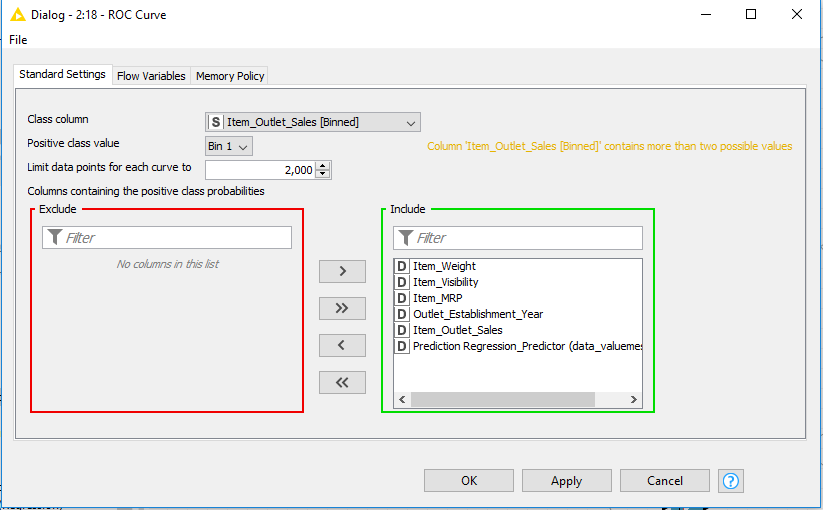 Dialog - 2:18 - ROC Curve
File
Standard Settings Flow Variables Memory Policy
Class column S Item_Outlet_Sales [Binned]
Positive class value Bin 1 Column 'Item_Outlet_Sales [Binned]' contains more than two possible values
Limit data points for each curve to 2,000
Columns containing the positive class probabilities
Exclude Include
Filter Filter
No columns in this list
D Item_Weight
D Item_Visibility
D Item_MRP
D Outlet_Establishment_Year
D Item_Outlet_Sales
D Prediction Regression_Predictor (data_valuemes
>
>>
<
<<
< >
OK Apply Cancel ?